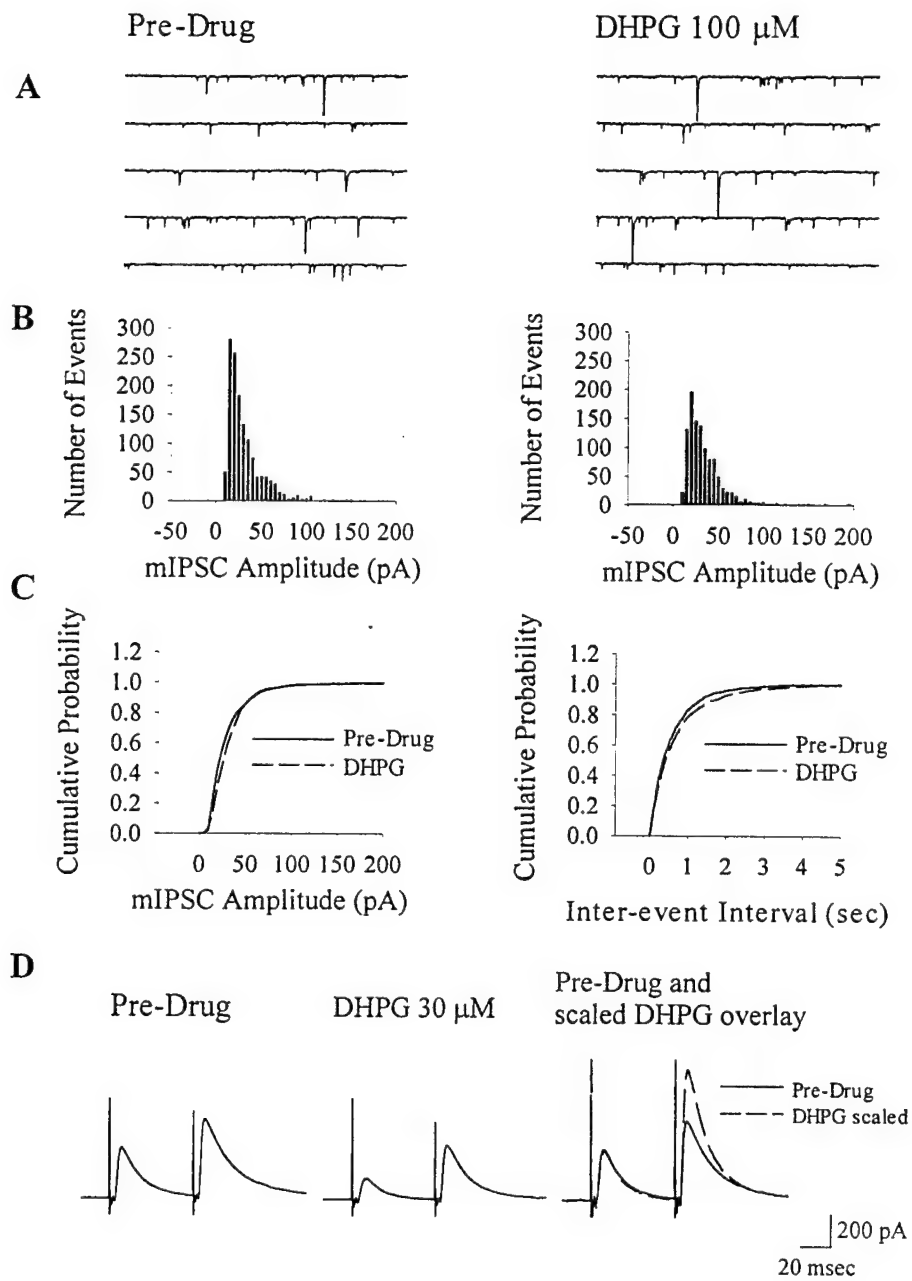 Pre-Drug
DHPG 100 µM
A
B
Number of Events
300
250
200
150
100
50
0
-50 0 50 100 150 200
mIPSC Amplitude (pA)
Number of Events
300
250
200
150
100
50
0
-50 0 50 100 150 200
mIPSC Amplitude (pA)
C
Cumulative Probability
1.2
1.0
0.8
0.6
0.4
0.2
0.0
Pre-Drug
DHPG
0 50 100 150 200
mIPSC Amplitude (pA)
Cumulative Probability
1.2
1.0
0.8
0.6
0.4
0.2
0.0
Pre-Drug
DHPG
0 1 2 3 4 5
Inter-event Interval (sec)
D
Pre-Drug
DHPG 30 µM
Pre-Drug and
scaled DHPG overlay
Pre-Drug
DHPG scaled
200 pA
20 msec